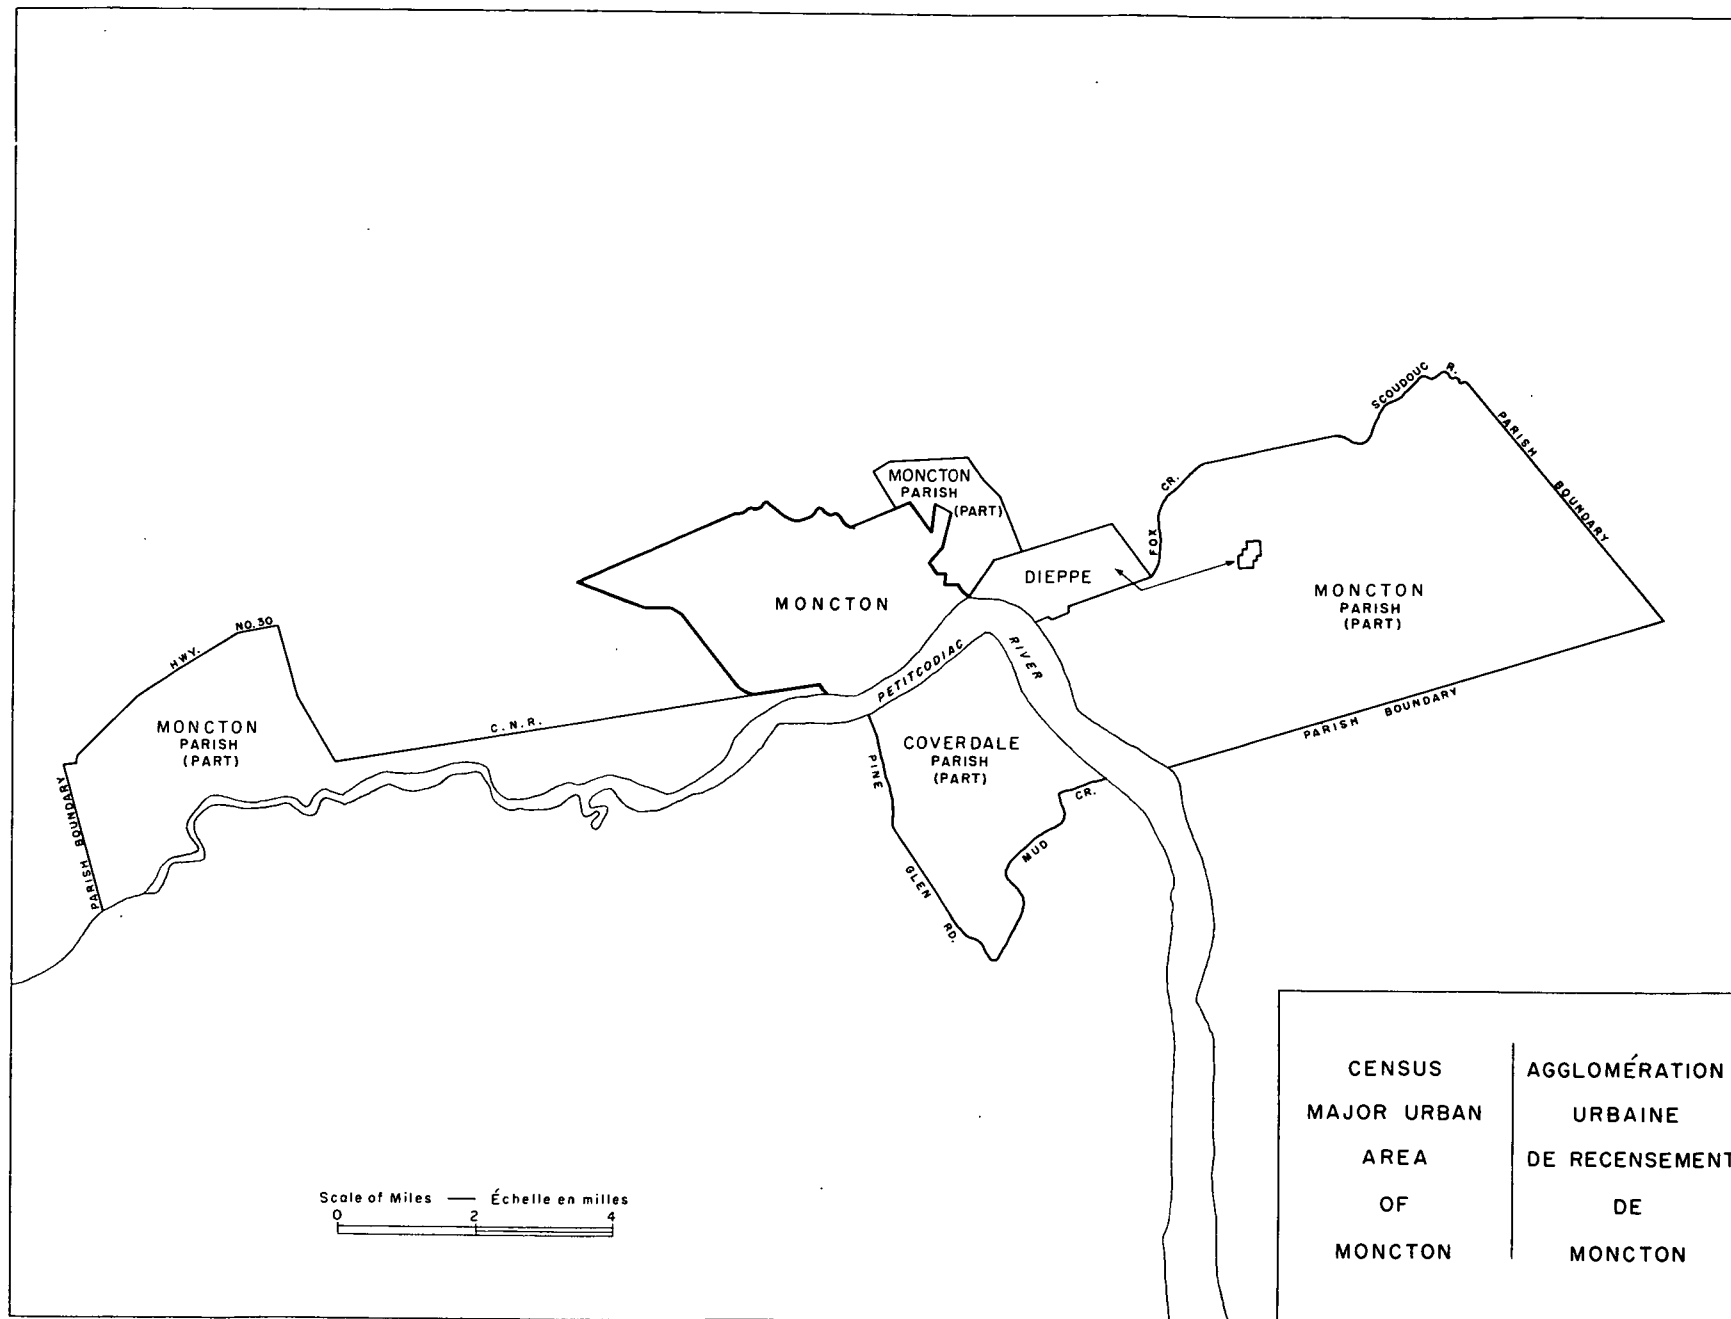 SCOUDOUC R.
PARISH BOUNDARY
MONCTON
PARISH
(PART)
FOX CR.
DIEPPE
MONCTON
PARISH
(PART)
MONCTON
HWY. NO.30
PETITCODIAC RIVER
PARISH BOUNDARY
C.N.R.
MONCTON
PARISH
(PART)
COVERDALE
PARISH
(PART)
PARISH BOUNDARY
PINE GLEN RD.
MUD CR.
Scale of Miles — Échelle en milles
0 2 4
CENSUS
MAJOR URBAN
AREA
OF
MONCTON
AGGLOMÉRATION
URBAINE
DE RECENSEMENT
DE
MONCTON